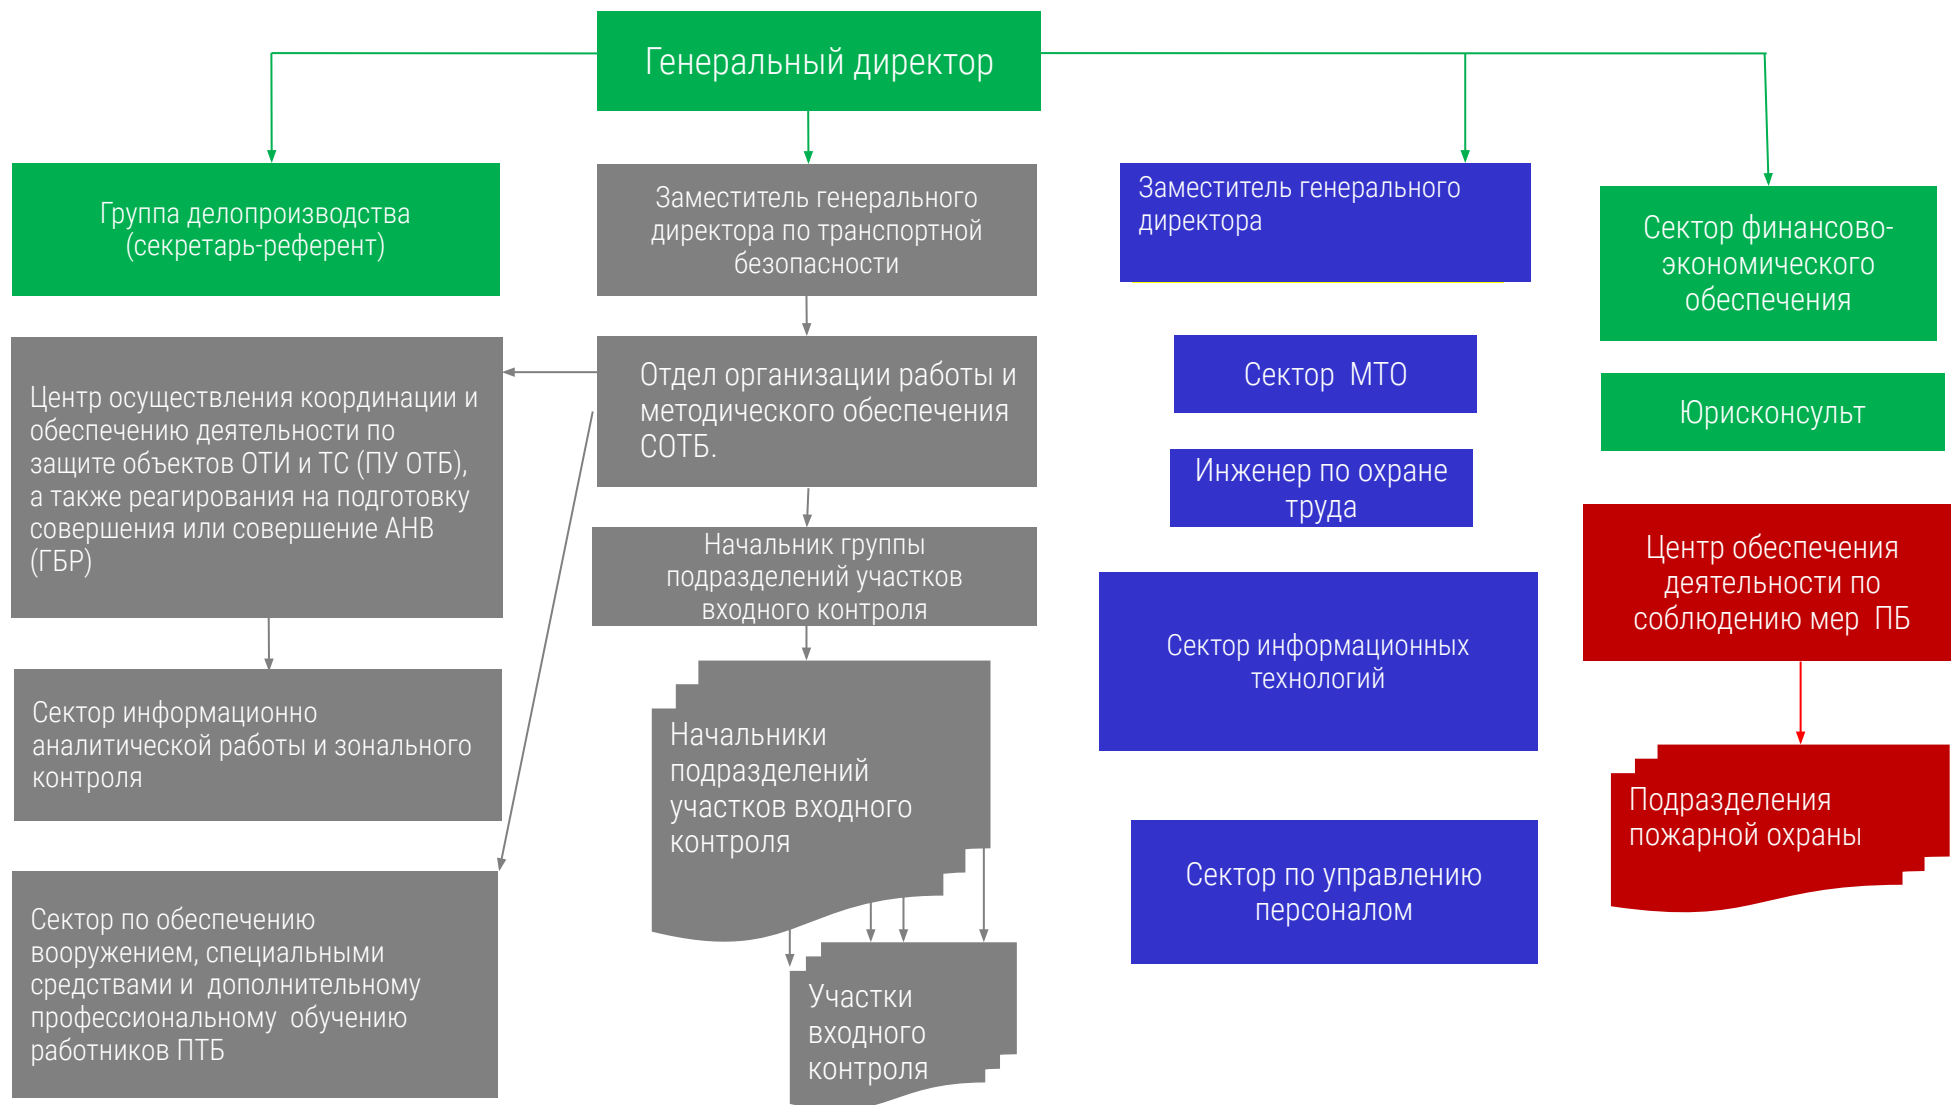 Генеральный директор
Группа делопроизводства
(секретарь-референт)
Заместитель генерального
директора по транспортной
безопасности
Заместитель генерального
директора
Сектор финансово-
экономического
обеспечения
Центр осуществления координации и
обеспечению деятельности по
защите объектов ОТИ и ТС (ПУ ОТБ),
а также реагирования на подготовку
совершения или совершение АНВ
(ГБР)
Отдел организации работы и
методического обеспечения
СОТБ.
Сектор  МТО
Юрисконсульт
Инженер по охране
труда
Начальник группы
подразделений участков
входного контроля
Центр обеспечения
деятельности по
соблюдению мер  ПБ
Сектор информационных
технологий
Сектор информационно
аналитической работы и зонального
контроля
Начальники
подразделений
участков входного
контроля
Подразделения
пожарной охраны
Сектор по управлению
персоналом
Сектор по обеспечению
вооружением, специальными
средствами и  дополнительному
профессиональному  обучению
работников ПТБ
Участки
входного
контроля